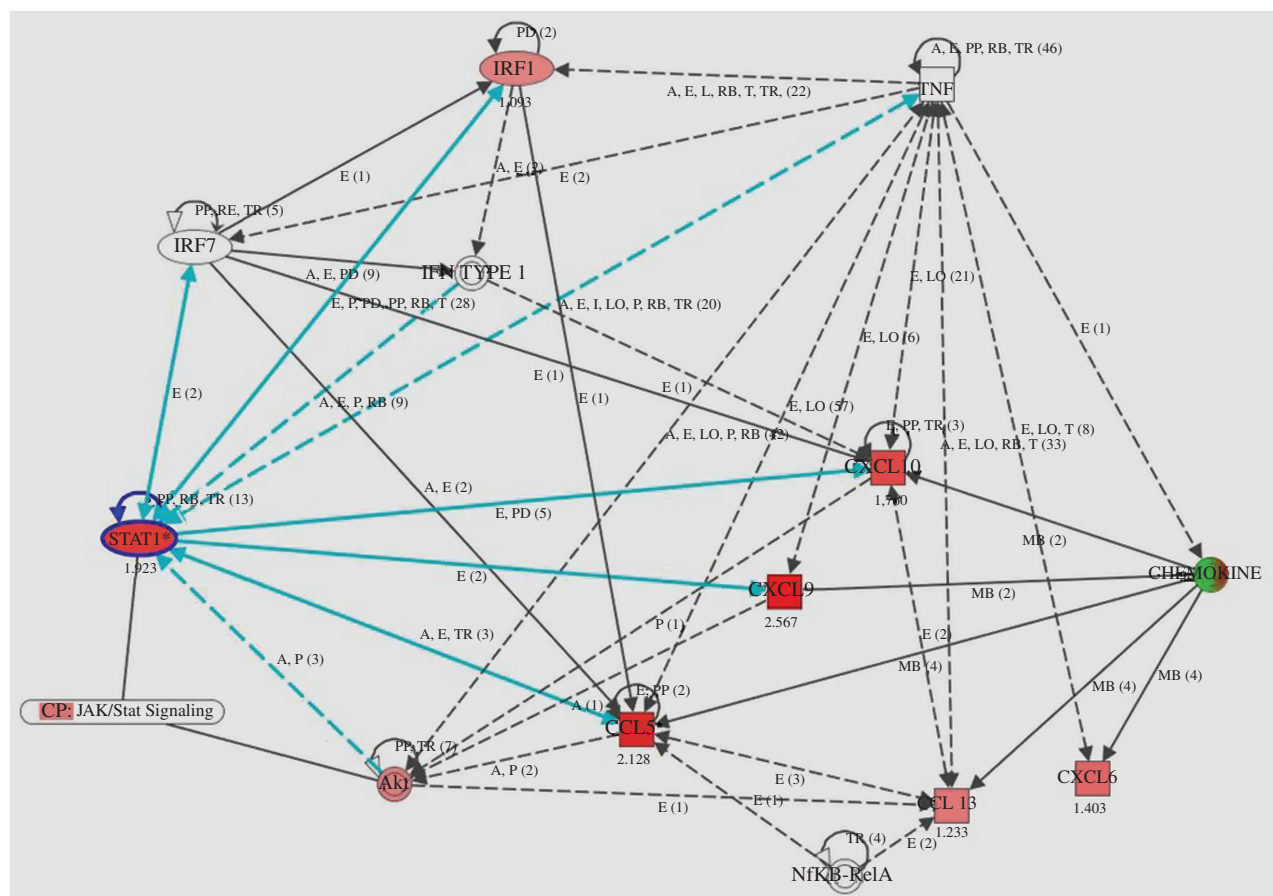 PD (2)
IRF1
1.093
A, E, PP, RB, TR (46)
TNF
A, E, L, RB, T, TR, (22)
E (1)
A, E (2)
E (2)
PP, RE, TR (5)
IRF7
IFN TYPE 1
A, E, PD (9)
E, P, PD, PP, RB, T (28)
A, E, I, LO, P, RB, TR (20)
E, LO (21)
E (1)
E, LO (6)
E (2)
E (1)
E (1)
E (1)
A, E, P, RB (9)
E, LO (57)
A, E, LO, P, RB (42)
E, PP, TR (3)
E, LO, T (8)
A, E, LO, RB, T (33)
CXCL10
1,760
A, E (2)
PP, RB, TR (13)
E, PD (5)
STAT1*
1.923
MB (2)
CHEMOKINE
E (2)
CXCL9
2.567
MB (2)
P (1)
A, E, TR (3)
E (2)
A, P (3)
MB (4)
MB (4)
MB (4)
E, PP (2)
A (1)
CP: JAK/Stat Signaling
CCL5*
2.128
PP, TR (7)
A, P (2)
Akt
E (3)
CXCL6
1.403
E (1)
E (1)
CCL 13
1.233
TR (4)
E (2)
NfKB-RelA